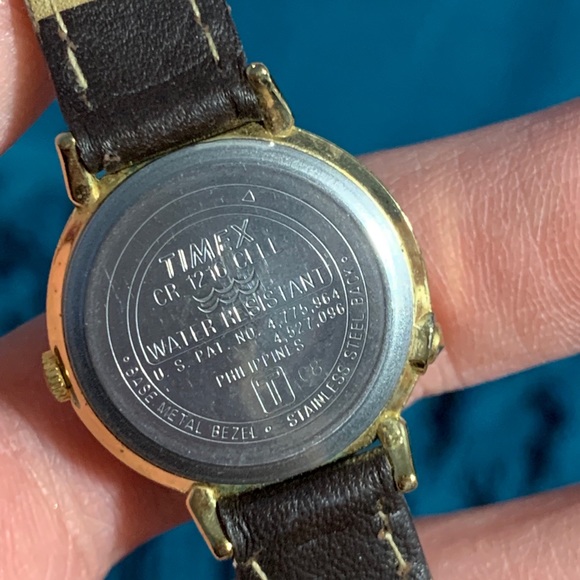 TIMEX
CR 1216 CELL
WATER RESISTANT
U. S. PAT. NO. 4,775,964
4,527,096
PHILIPPINES
• BASE METAL BEZEL • STAINLESS STEEL BACK